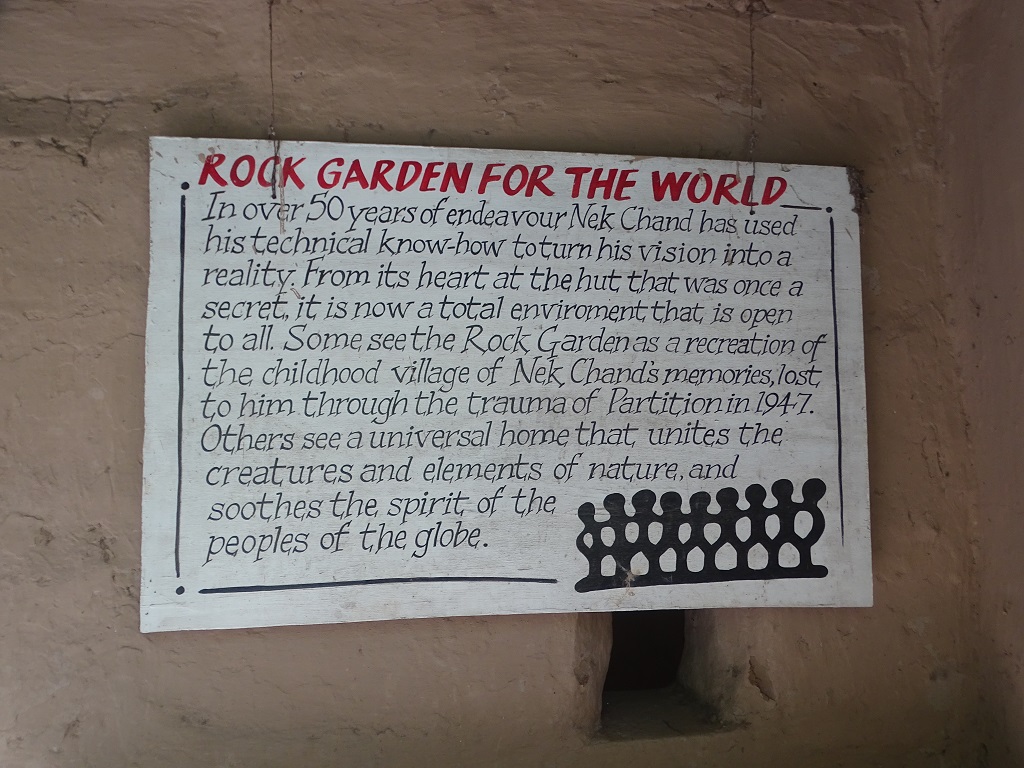 ROCK GARDEN FOR THE WORLD
In over 50 years of endeavour Nek Chand has used
his technical know-how to turn his vision into a
reality. From its heart at the hut that was once a
secret, it is now a total enviroment that is open
to all. Some see the Rock Garden as a recreation of
the childhood village of Nek Chand's memories, lost
to him through the trauma of Partition in 1947.
Others see a universal home that unites the
creatures and elements of nature, and
soothes the spirit of the
peoples of the globe.